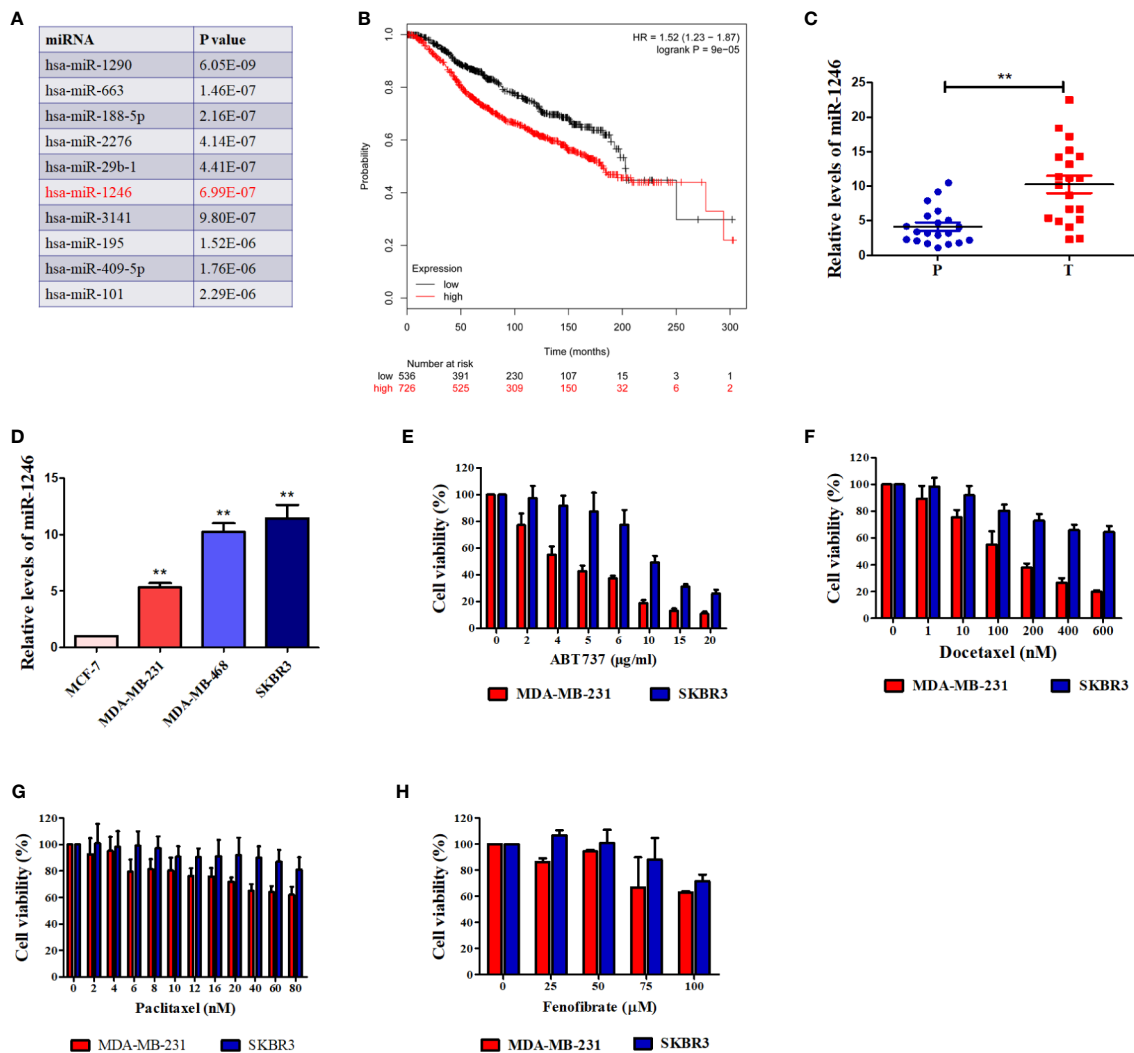 A
miRNA P value
hsa-miR-1290 6.05E-09
hsa-miR-663 1.46E-07
hsa-miR-188-5p 2.16E-07
hsa-miR-2276 4.14E-07
hsa-miR-29b-1 4.41E-07
hsa-miR-1246 6.99E-07
hsa-miR-3141 9.80E-07
hsa-miR-195 1.52E-06
hsa-miR-409-5p 1.76E-06
hsa-miR-101 2.29E-06
B
HR = 1.52 (1.23 − 1.87)
logrank P = 9e−05
Probability
1.0
0.8
0.6
0.4
0.2
0.0
Expression
low
high
0 50 100 150 200 250 300
Time (months)
Number at risk
low 536 391 230 107 15 3 1
high 726 525 309 150 32 6 2
C
Relative levels of miR-1246
25
20
15
10
5
0
**
P T
D
Relative levels of miR-1246
15
10
5
0
** ** **
MCF-7
MDA-MB-231
MDA-MB-468
SKBR3
E
Cell viability (%)
120
100
80
60
40
20
0
0 2 4 5 6 10 15 20
ABT737 (μg/ml)
MDA-MB-231 SKBR3
F
Cell viability (%)
120
100
80
60
40
20
0
0 1 10 100 200 400 600
Docetaxel (nM)
MDA-MB-231 SKBR3
G
Cell viability (%)
120
100
80
60
40
20
0
0 2 4 6 8 10 12 16 20 40 60 80
Paclitaxel (nM)
MDA-MB-231 SKBR3
H
Cell viability (%)
120
100
80
60
40
20
0
0 25 50 75 100
Fenofibrate (μM)
MDA-MB-231 SKBR3